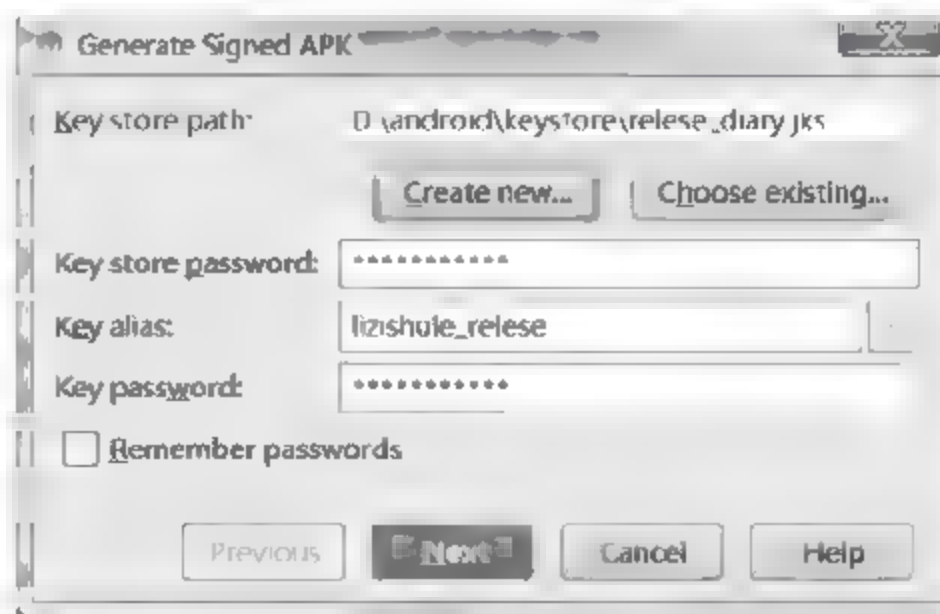 Generate Signed APK
Key store path:
D:\android\keystore\relese_diary.jks
Create new... Choose existing...
Key store password: ***********
Key alias: lizishule_relese
Key password: ***********
Remember passwords
Previous Next Cancel Help